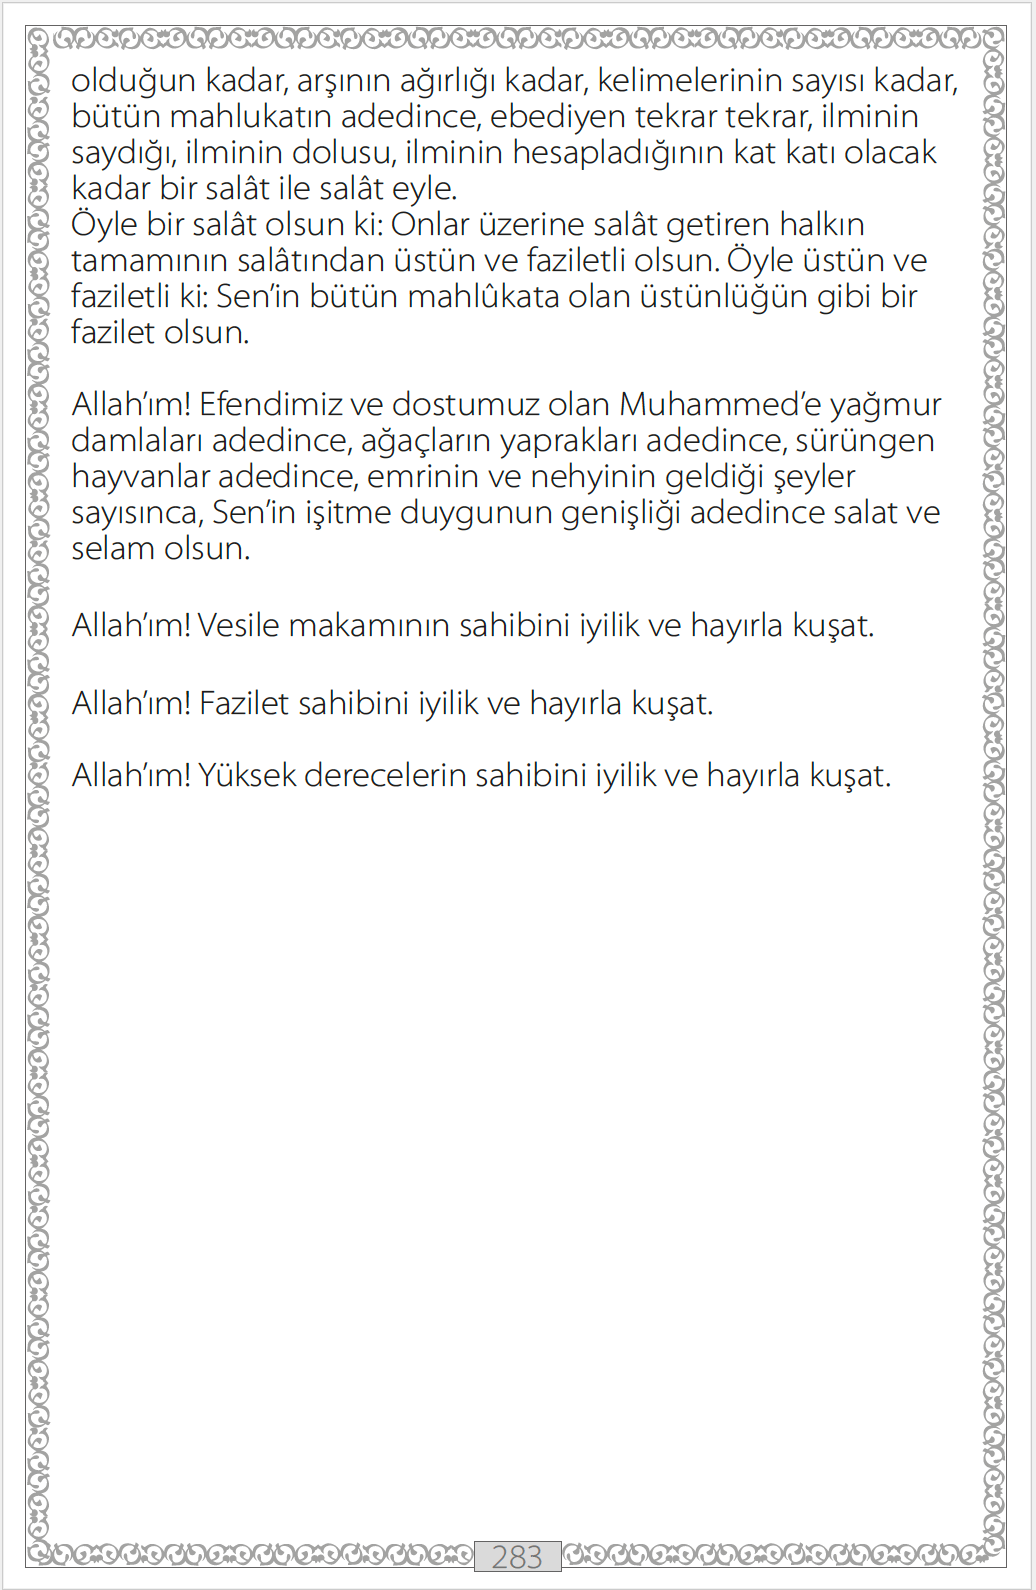 olduğun kadar, arşının ağırlığı kadar, kelimelerinin sayısı kadar,
bütün mahlukatın adedince, ebediyen tekrar tekrar, ilminin
saydığı, ilminin dolusu, ilminin hesapladığının kat katı olacak
kadar bir salât ile salât eyle.
Öyle bir salât olsun ki: Onlar üzerine salât getiren halkın
tamamının salâtından üstün ve faziletli olsun. Öyle üstün ve
faziletli ki: Sen’in bütün mahlûkata olan üstünlüğün gibi bir
fazilet olsun.
Allah’ım! Efendimiz ve dostumuz olan Muhammed’e yağmur
damlaları adedince, ağaçların yaprakları adedince, sürüngen
hayvanlar adedince, emrinin ve nehyinin geldiği şeyler
sayısınca, Sen’in işitme duygunun genişliği adedince salat ve
selam olsun.
Allah’ım! Vesile makamının sahibini iyilik ve hayırla kuşat.
Allah’ım! Fazilet sahibini iyilik ve hayırla kuşat.
Allah’ım! Yüksek derecelerin sahibini iyilik ve hayırla kuşat.
283